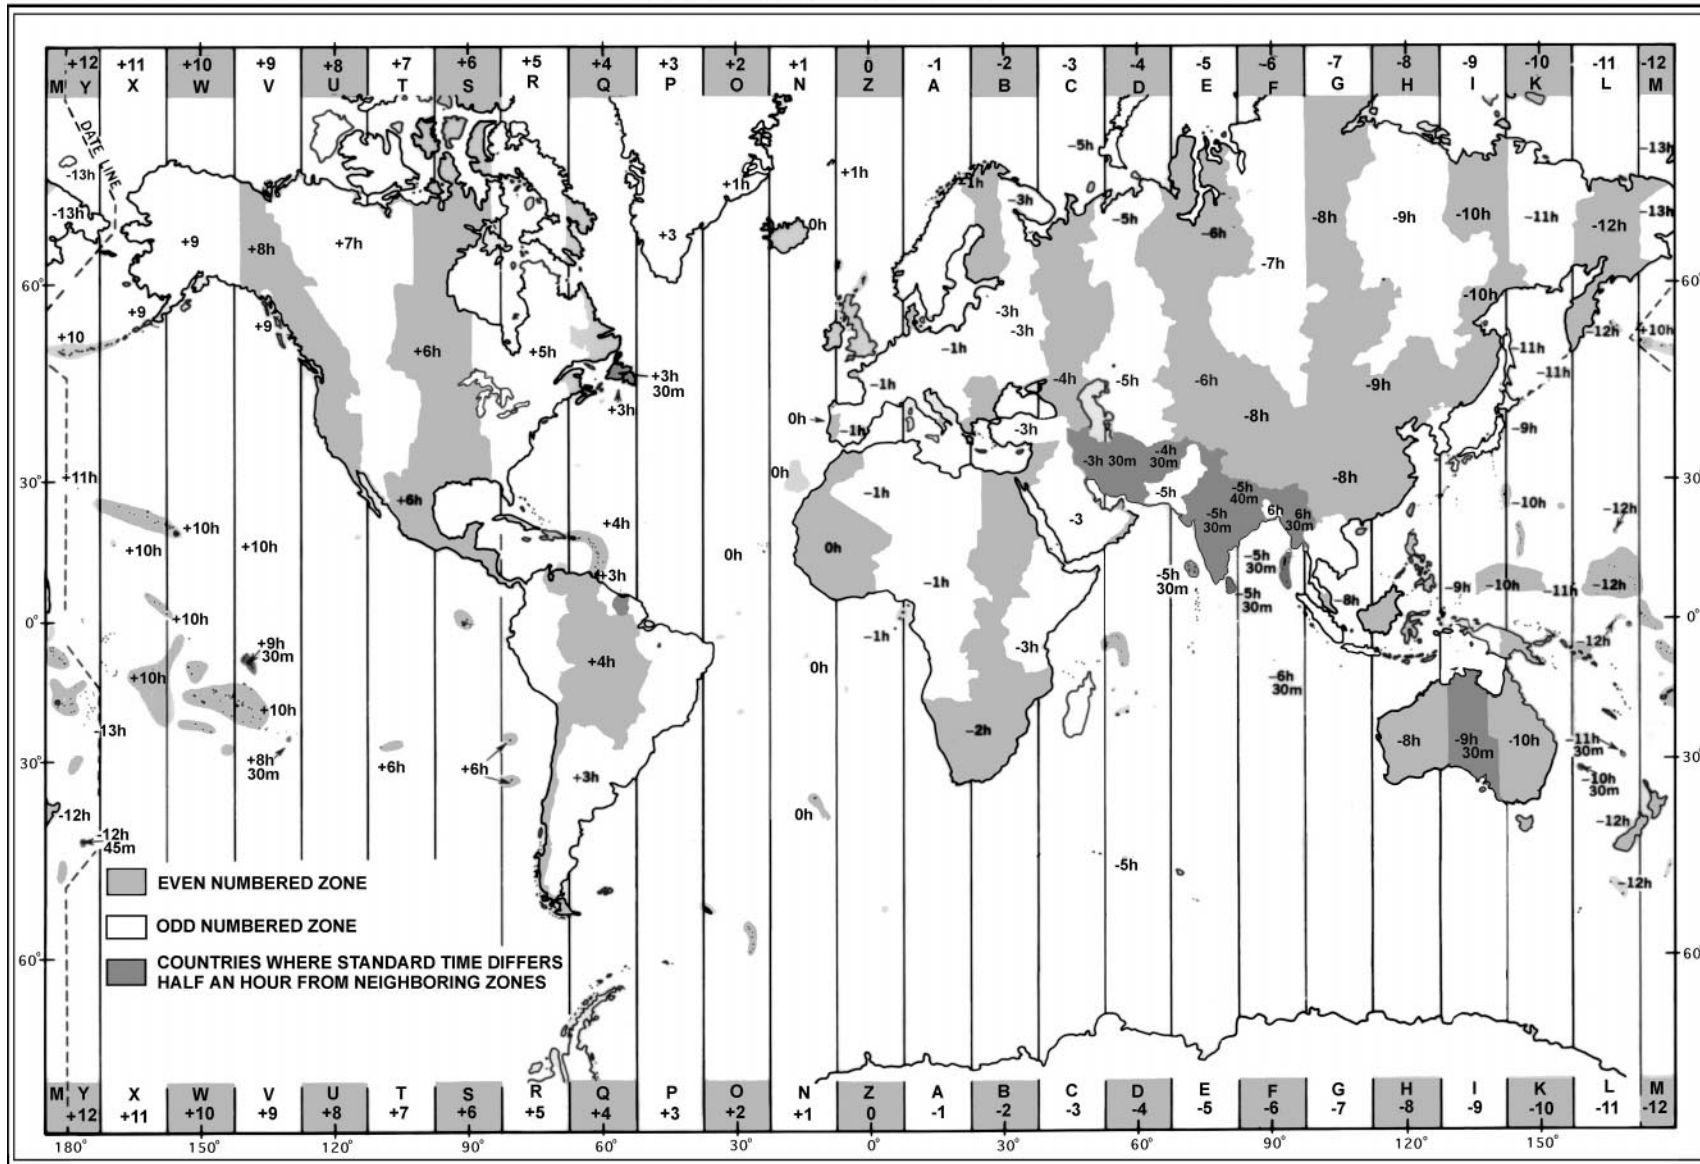 +12 +11 +10 +9 +8 +7 +6 +5 +4 +3 +2 +1 0 -1 -2 -3 -4 -5 -6 -7 -8 -9 -10 -11 -12
M Y X W V U T S R Q P O N Z A B C D E F G H I K L M
DATE LINE
-13h
-5h
-13h
+1h
+1h
-1h
-3h
-13h
+9
+8h
+7h
+3
0h
-5h
-6h
-8h
-9h
-10h
-11h
-12h
-13h
-7h
60°
60°
+9
+9
-3h
-10h
+10
-3h
-12h
+10h
+6h
+5h
-1h
-11h
+3h
30m
-1h
-4h
-5h
-6h
-9h
-11h
+3h
0h
-1h
-3h
-8h
-9h
30°
+11h
0h
-3h 30m
-4h
30m
-8h
30°
+6h
-1h
-5h
-5h
40m
-10h
+10h
+4h
-3
-5h
30m
6h
6h
30m
-12h
+10h
+10h
0h
0h
+3h
-1h
-5h
30m
-5h
30m
-5h
30m
-8h
-9h
-10h
-11h
-12h
0°
+10h
-1h
0°
+9h
30m
+4h
0h
-3h
-12h
+10h
-6h
30m
+10h
-13h
-2h
-8h
-9h
30m
-10h
-11h
30m
30°
+8h
30m
+6h
+6h
+3h
30°
-10h
30m
-12h
0h
-12h
-12h
45m
-5h
-12h
EVEN NUMBERED ZONE
ODD NUMBERED ZONE
COUNTRIES WHERE STANDARD TIME DIFFERS
HALF AN HOUR FROM NEIGHBORING ZONES
60°
60°
M Y X W V U T S R Q P O N Z A B C D E F G H I K L M
+12 +11 +10 +9 +8 +7 +6 +5 +4 +3 +2 +1 0 -1 -2 -3 -4 -5 -6 -7 -8 -9 -10 -11 -12
180° 150° 120° 90° 60° 30° 0° 30° 60° 90° 120° 150°